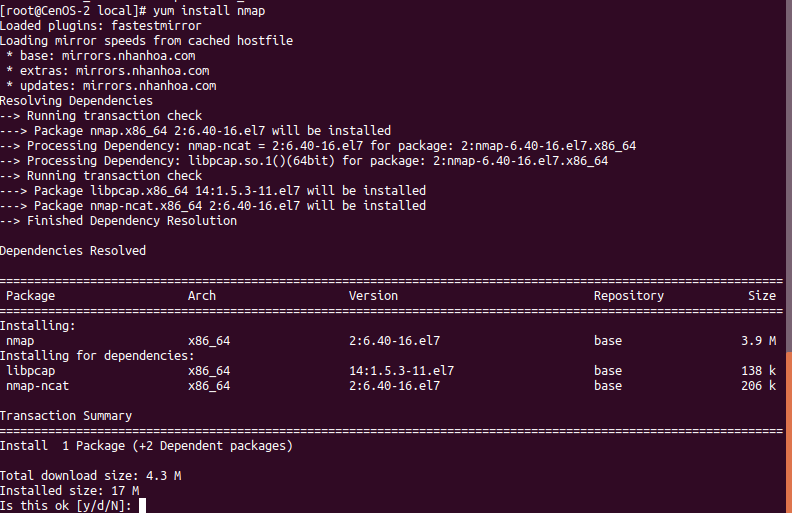 [root@CenOS-2 local]# yum install nmap
Loaded plugins: fastestmirror
Loading mirror speeds from cached hostfile
 * base: mirrors.nhanhoa.com
 * extras: mirrors.nhanhoa.com
 * updates: mirrors.nhanhoa.com
Resolving Dependencies
--> Running transaction check
---> Package nmap.x86_64 2:6.40-16.el7 will be installed
--> Processing Dependency: nmap-ncat = 2:6.40-16.el7 for package: 2:nmap-6.40-16.el7.x86_64
--> Processing Dependency: libpcap.so.1()(64bit) for package: 2:nmap-6.40-16.el7.x86_64
--> Running transaction check
---> Package libpcap.x86_64 14:1.5.3-11.el7 will be installed
---> Package nmap-ncat.x86_64 2:6.40-16.el7 will be installed
--> Finished Dependency Resolution

Dependencies Resolved

================================================================================================================
 Package                   Arch                   Version                            Repository            Size
================================================================================================================
Installing:
 nmap                      x86_64                 2:6.40-16.el7                      base                 3.9 M
Installing for dependencies:
 libpcap                   x86_64                 14:1.5.3-11.el7                    base                 138 k
 nmap-ncat                 x86_64                 2:6.40-16.el7                      base                 206 k

Transaction Summary
================================================================================================================
Install  1 Package (+2 Dependent packages)

Total download size: 4.3 M
Installed size: 17 M
Is this ok [y/d/N]: